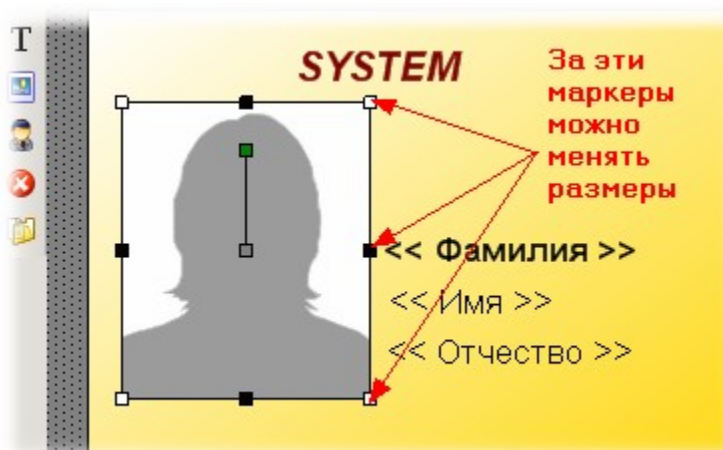 T
SYSTEM
За эти
маркеры
можно
менять
размеры
<< Фамилия >>
<< Имя >>
<< Отчество >>